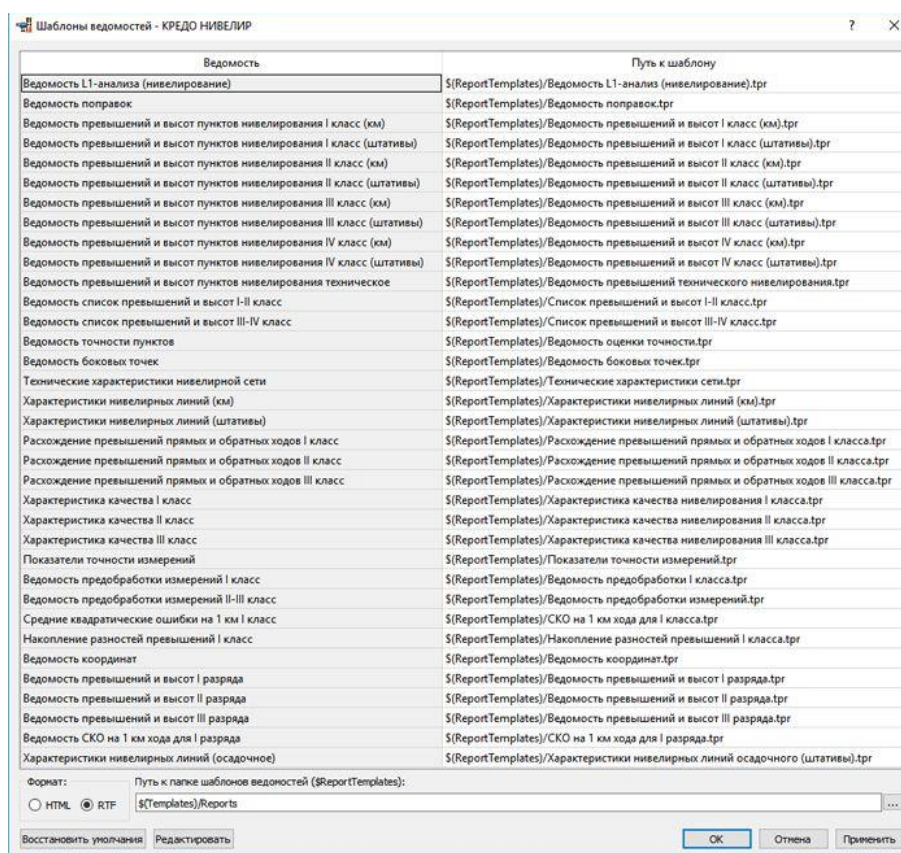 Шаблоны ведомостей - КРЕДО НИВЕЛИР ? ×
Ведомость Путь к шаблону
Ведомость L1-анализа (нивелирование) $(ReportTemplates)/Ведомость L1-анализ (нивелирование).tpr
Ведомость поправок $(ReportTemplates)/Ведомость поправок.tpr
Ведомость превышений и высот пунктов нивелирования I класс (км) $(ReportTemplates)/Ведомость превышений и высот I класс (км).tpr
Ведомость превышений и высот пунктов нивелирования I класс (штативы) $(ReportTemplates)/Ведомость превышений и высот I класс (штативы).tpr
Ведомость превышений и высот пунктов нивелирования II класс (км) $(ReportTemplates)/Ведомость превышений и высот II класс (км).tpr
Ведомость превышений и высот пунктов нивелирования II класс (штативы) $(ReportTemplates)/Ведомость превышений и высот II класс (штативы).tpr
Ведомость превышений и высот пунктов нивелирования III класс (км) $(ReportTemplates)/Ведомость превышений и высот III класс (км).tpr
Ведомость превышений и высот пунктов нивелирования III класс (штативы) $(ReportTemplates)/Ведомость превышений и высот III класс (штативы).tpr
Ведомость превышений и высот пунктов нивелирования IV класс (км) $(ReportTemplates)/Ведомость превышений и высот IV класс (км).tpr
Ведомость превышений и высот пунктов нивелирования IV класс (штативы) $(ReportTemplates)/Ведомость превышений и высот IV класс (штативы).tpr
Ведомость превышений и высот пунктов нивелирования техническое $(ReportTemplates)/Ведомость превышений технического нивелирования.tpr
Ведомость список превышений и высот I-II класс $(ReportTemplates)/Список превышений и высот I-II класс.tpr
Ведомость список превышений и высот III-IV класс $(ReportTemplates)/Список превышений и высот III-IV класс.tpr
Ведомость точности пунктов $(ReportTemplates)/Ведомость оценки точности.tpr
Ведомость боковых точек $(ReportTemplates)/Ведомость боковых точек.tpr
Технические характеристики нивелирной сети $(ReportTemplates)/Технические характеристики сети.tpr
Характеристики нивелирных линий (км) $(ReportTemplates)/Характеристики нивелирных линий (км).tpr
Характеристики нивелирных линий (штативы) $(ReportTemplates)/Характеристики нивелирных линий (штативы).tpr
Расхождение превышений прямых и обратных ходов I класс $(ReportTemplates)/Расхождение превышений прямых и обратных ходов I класса.tpr
Расхождение превышений прямых и обратных ходов II класс $(ReportTemplates)/Расхождение превышений прямых и обратных ходов II класса.tpr
Расхождение превышений прямых и обратных ходов III класс $(ReportTemplates)/Расхождение превышений прямых и обратных ходов III класса.tpr
Характеристика качества I класс $(ReportTemplates)/Характеристика качества нивелирования I класса.tpr
Характеристика качества II класс $(ReportTemplates)/Характеристика качества нивелирования II класса.tpr
Характеристика качества III класс $(ReportTemplates)/Характеристика качества нивелирования III класса.tpr
Показатели точности измерений $(ReportTemplates)/Показатели точности измерений.tpr
Ведомость предобработки измерений I класс $(ReportTemplates)/Ведомость предобработки I класса.tpr
Ведомость предобработки измерений II-III класс $(ReportTemplates)/Ведомость предобработки измерений.tpr
Средние квадратические ошибки на 1 км I класс $(ReportTemplates)/СКО на 1 км хода для I класса.tpr
Накопление разностей превышений I класс $(ReportTemplates)/Накопление разностей превышений I класса.tpr
Ведомость координат $(ReportTemplates)/Ведомость координат.tpr
Ведомость превышений и высот I разряда $(ReportTemplates)/Ведомость превышений и высот I разряда.tpr
Ведомость превышений и высот II разряда $(ReportTemplates)/Ведомость превышений и высот II разряда.tpr
Ведомость превышений и высот III разряда $(ReportTemplates)/Ведомость превышений и высот III разряда.tpr
Ведомость СКО на 1 км хода для I разряда $(ReportTemplates)/СКО на 1 км хода для I разряда.tpr
Характеристики нивелирных линий (осадочное) $(ReportTemplates)/Характеристики нивелирных линий осадочного (штативы).tpr
Формат: Путь к папке шаблонов ведомостей ($ReportTemplates):
HTML RTF $(Templates)/Reports ...
Восстановить умолчания Редактировать OK Отмена Применить